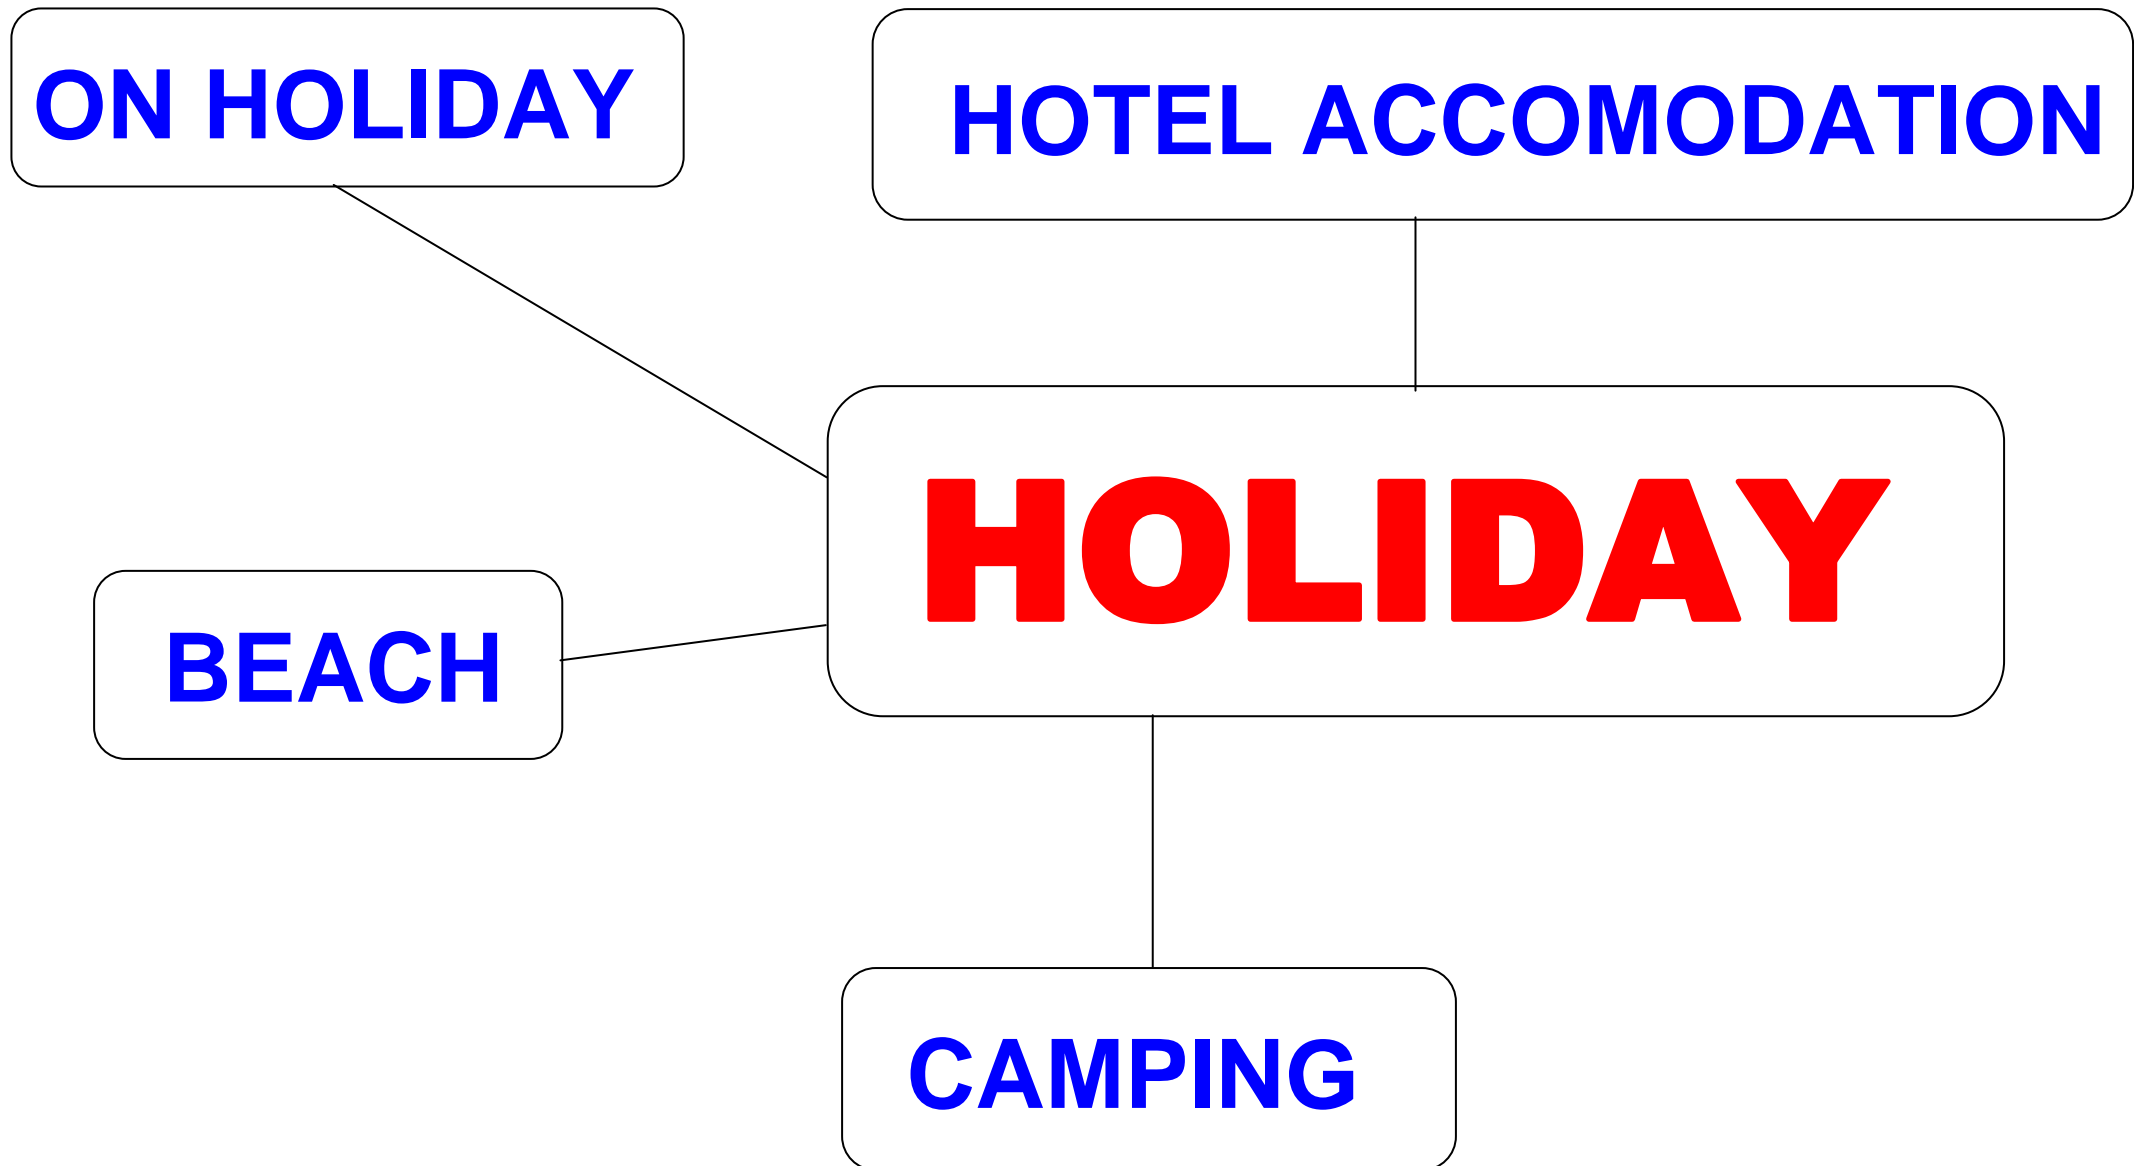 ON HOLIDAY
HOTEL ACCOMODATION
HOLIDAY
BEACH
CAMPING